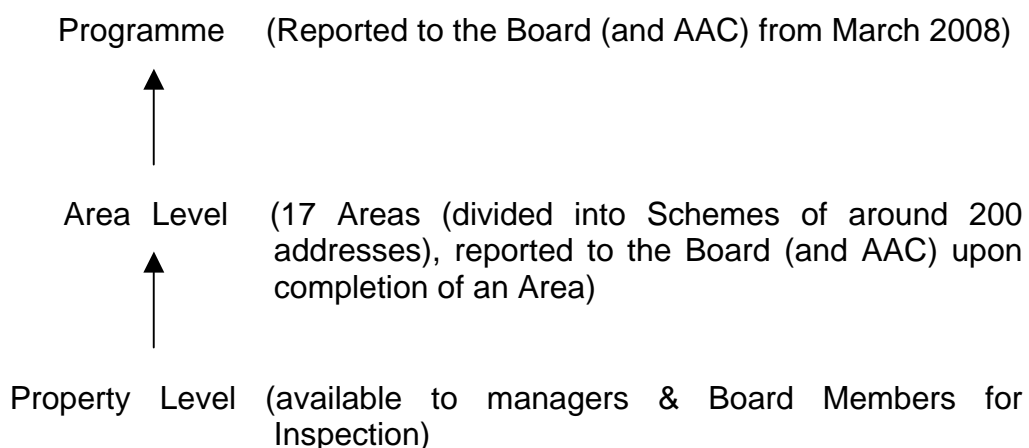 Programme (Reported to the Board (and AAC) from March 2008)
Area Level (17 Areas (divided into Schemes of around 200
addresses), reported to the Board (and AAC) upon
completion of an Area)
Property Level (available to managers & Board Members for
Inspection)